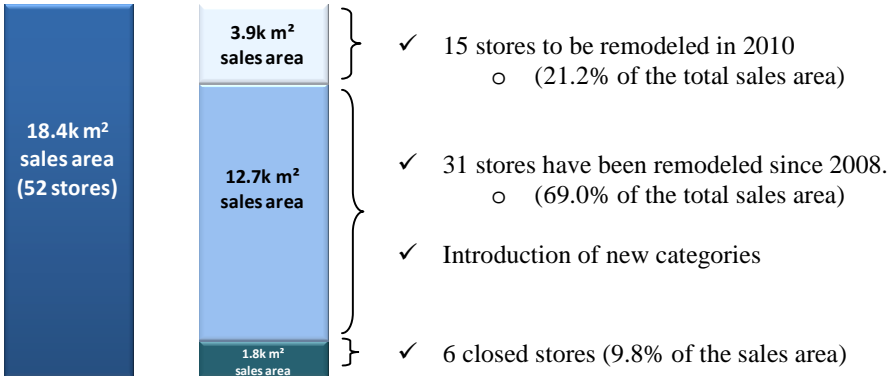 18.4k m²
sales area
(52 stores)
3.9k m²
sales area
12.7k m²
sales area
1.8k m²
sales area
✓ 15 stores to be remodeled in 2010
o (21.2% of the total sales area)
✓ 31 stores have been remodeled since 2008.
o (69.0% of the total sales area)
✓ Introduction of new categories
✓ 6 closed stores (9.8% of the sales area)